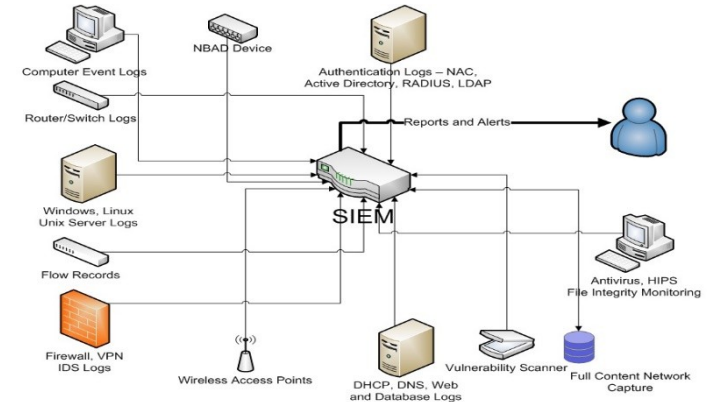 NBAD Device
Computer Event Logs
Authentication Logs – NAC,
Active Directory, RADIUS, LDAP
Router/Switch Logs
Reports and Alerts
SIEM
Windows, Linux
Unix Server Logs
Flow Records
Antivirus, HIPS
File Integrity Monitoring
Firewall, VPN
IDS Logs
Wireless Access Points
DHCP, DNS, Web
and Database Logs
Vulnerability Scanner
Full Content Network
Capture